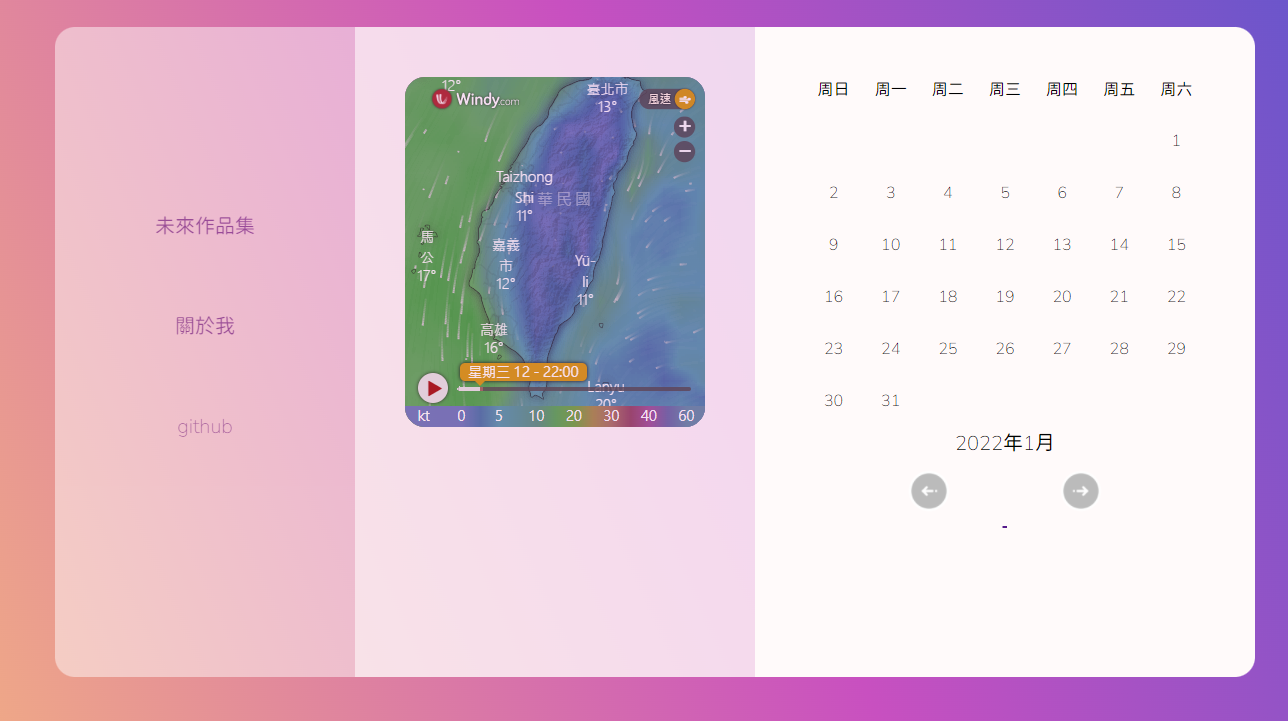 未來作品集
關於我
github
12°
Windy.com
臺北市
13°
風速
+
−
Taizhong
Shi
華民國
11°
馬
公
17°
嘉義
市
12°
Yü-
li
11°
高雄
16°
星期三 12 - 22:00
Lanyu
20°
kt 0 5 10 20 30 40 60
周日 周一 周二 周三 周四 周五 周六
1
2 3 4 5 6 7 8
9 10 11 12 13 14 15
16 17 18 19 20 21 22
23 24 25 26 27 28 29
30 31
2022年1月
-